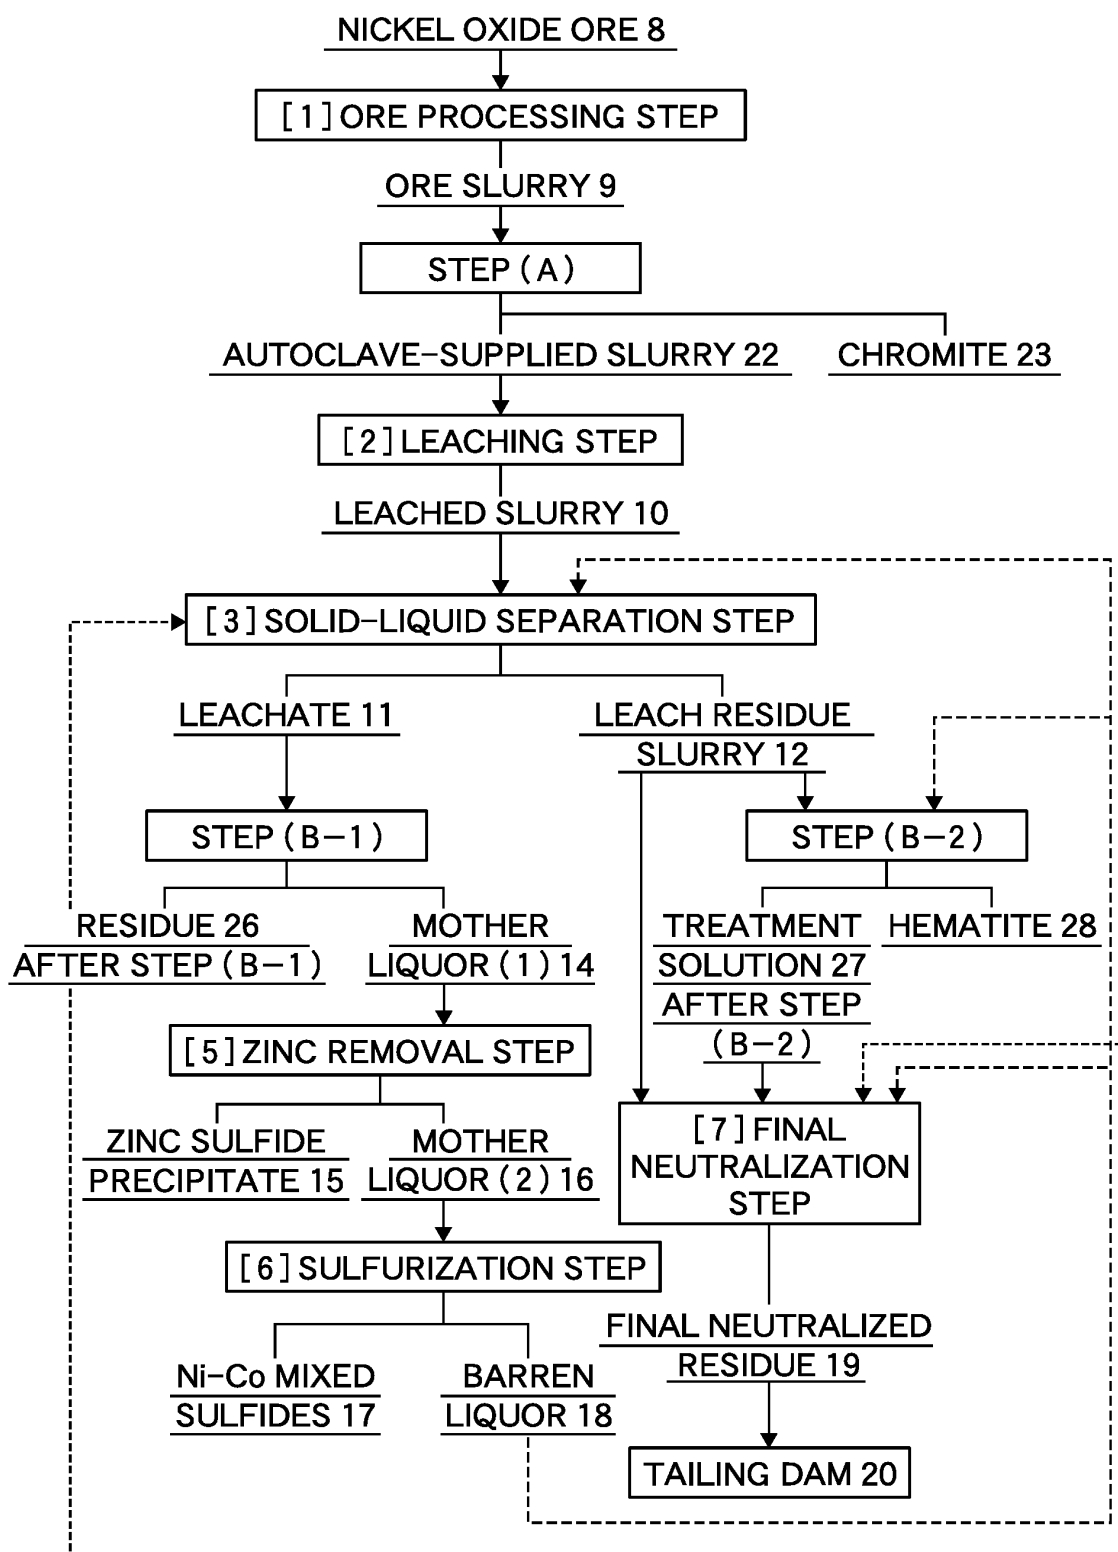 NICKEL OXIDE ORE 8
[1] ORE PROCESSING STEP
ORE SLURRY 9
STEP (A)
AUTOCLAVE-SUPPLIED SLURRY 22
CHROMITE 23
[2] LEACHING STEP
LEACHED SLURRY 10
[3] SOLID-LIQUID SEPARATION STEP
LEACHATE 11
LEACH RESIDUE
SLURRY 12
STEP (B-1)
STEP (B-2)
RESIDUE 26
AFTER STEP (B-1)
MOTHER
LIQUOR (1) 14
TREATMENT
SOLUTION 27
AFTER STEP
(B-2)
HEMATITE 28
[5] ZINC REMOVAL STEP
ZINC SULFIDE
PRECIPITATE 15
MOTHER
LIQUOR (2) 16
[7] FINAL
NEUTRALIZATION
STEP
[6] SULFURIZATION STEP
Ni-Co MIXED
SULFIDES 17
BARREN
LIQUOR 18
FINAL NEUTRALIZED
RESIDUE 19
TAILING DAM 20